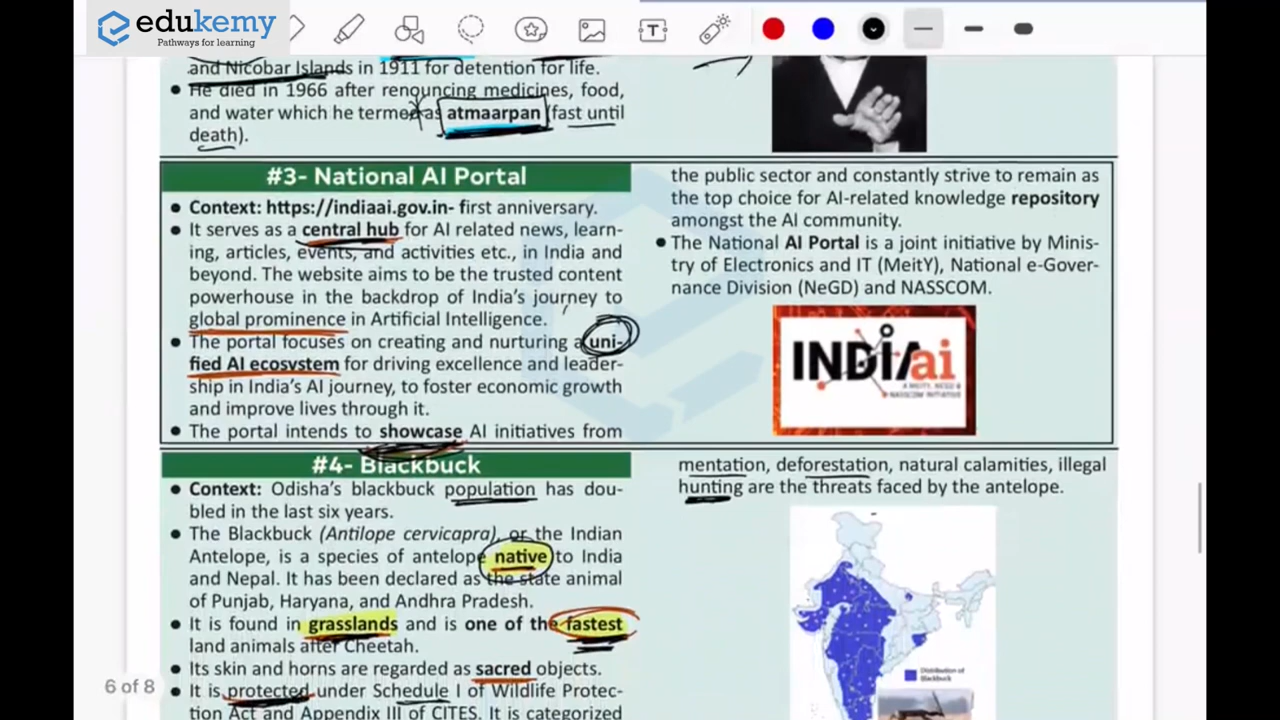 edukemy
Pathways for learning
T
and Nicobar Islands in 1911 for detention for life.
He died in 1966 after renouncing medicines, food,
and water which he termed as atmaarpan (fast until
death).
#3- National AI Portal
Context: https://indiaai.gov.in- first anniversary.
It serves as a central hub for AI related news, learn-
ing, articles, events, and activities etc., in India and
beyond. The website aims to be the trusted content
powerhouse in the backdrop of India's journey to
global prominence in Artificial Intelligence.
The portal focuses on creating and nurturing a uni-
fied AI ecosystem for driving excellence and leader-
ship in India's AI journey, to foster economic growth
and improve lives through it.
The portal intends to showcase AI initiatives from
the public sector and constantly strive to remain as
the top choice for AI-related knowledge repository
amongst the AI community.
The National AI Portal is a joint initiative by Minis-
try of Electronics and IT (MeitY), National e-Gover-
nance Division (NeGD) and NASSCOM.
INDIAai
A MEITY, NEGD &
NASSCOM INITIATIVE
#4- Blackbuck
Context: Odisha's blackbuck population has dou-
bled in the last six years.
The Blackbuck (Antilope cervicapra), or the Indian
Antelope, is a species of antelope native to India
and Nepal. It has been declared as the state animal
of Punjab, Haryana, and Andhra Pradesh.
It is found in grasslands and is one of the fastest
land animals after Cheetah.
Its skin and horns are regarded as sacred objects.
It is protected under Schedule I of Wildlife Protec-
tion Act and Appendix III of CITES. It is categorized
mentation, deforestation, natural calamities, illegal
hunting are the threats faced by the antelope.
Distribution of
Blackbuck
6 of 8